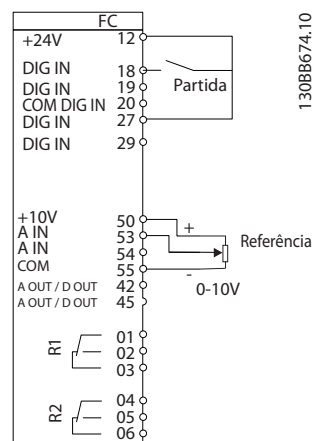 FC
+24V 12
DIG IN 18
DIG IN 19
COM DIG IN 20
DIG IN 27
DIG IN 29
Partida
+10V 50
A IN 53
A IN 54
COM 55
A OUT / D OUT 42
A OUT / D OUT 45
+
-
0-10V
Referência
R1
01
02
03
R2
04
05
06
130BB674.10